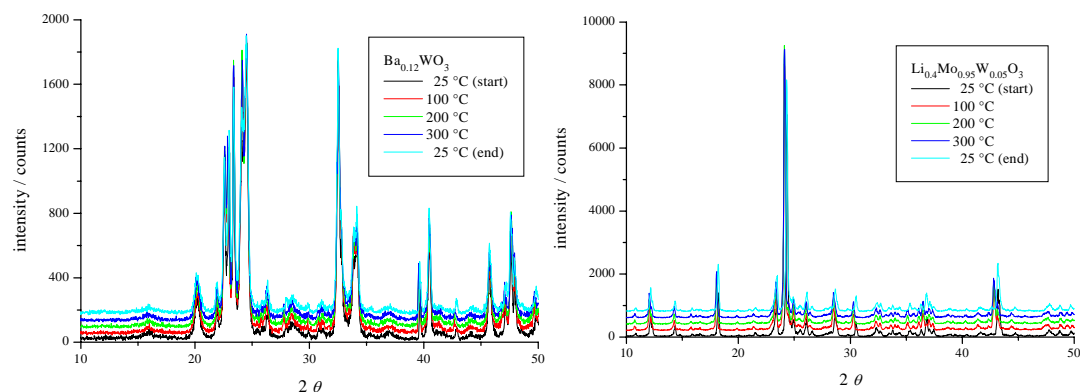 2000
1600
1200
800
400
0
intensity / counts
Ba0.12WO3
25 °C (start)
100 °C
200 °C
300 °C
25 °C (end)
10 20 30 40 50
2 θ
10000
8000
6000
4000
2000
0
intensity / counts
Li0.4Mo0.95W0.05O3
25 °C (start)
100 °C
200 °C
300 °C
25 °C (end)
10 20 30 40 50
2 θ